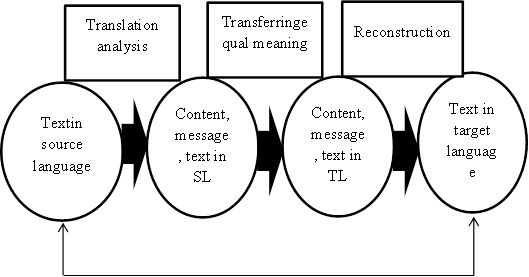 Translation
analysis
Transferringe
qual meaning
Reconstruction
Textin
source
language
Content,
message
, text in
SL
Content,
message
, text in
TL
Text in
target
languag
e